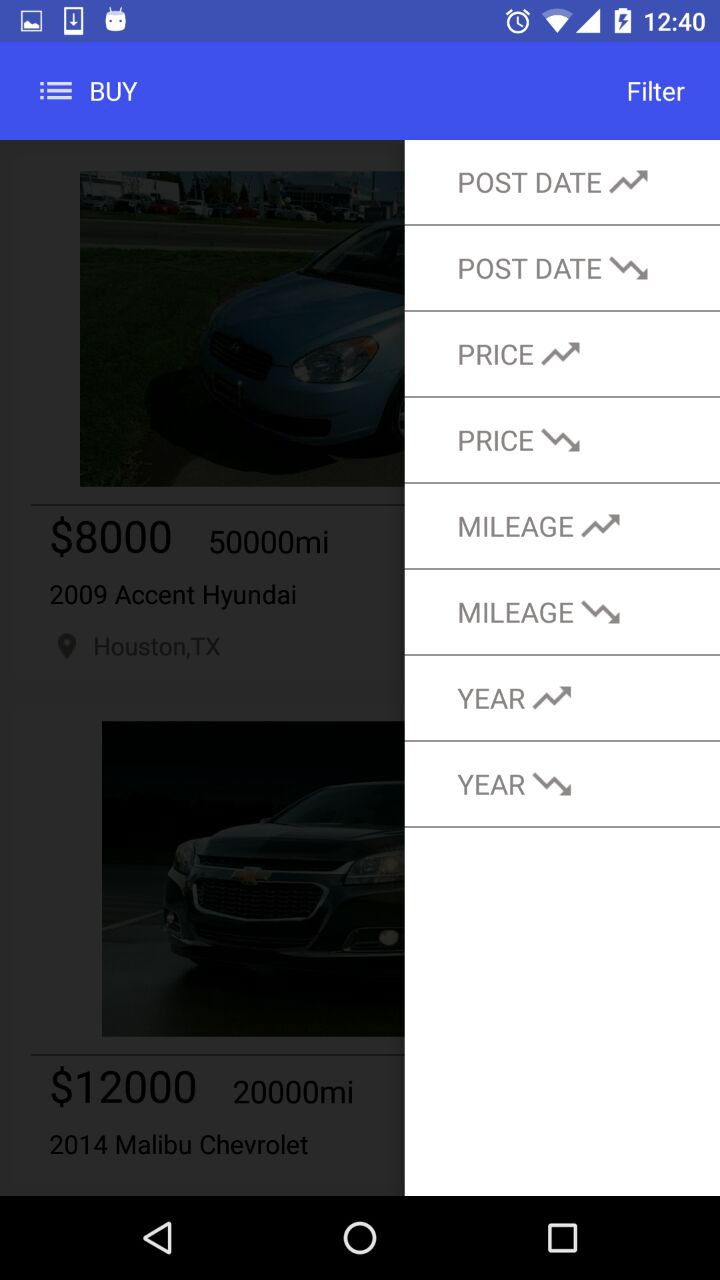 12:40
BUY
Filter
POST DATE
POST DATE
PRICE
PRICE
MILEAGE
MILEAGE
YEAR
YEAR
$8000 50000mi
2009 Accent Hyundai
Houston,TX
$12000 20000mi
2014 Malibu Chevrolet